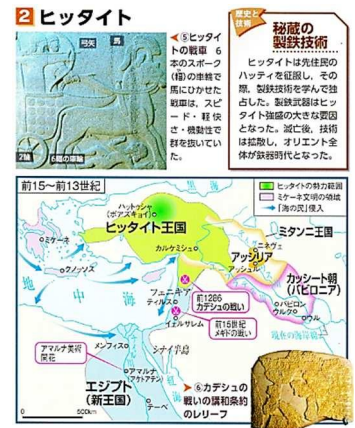 2 ヒッタイト
弓矢
馬
2輪
6輻の車輪
⑤ヒッタイ
トの戦車 6
本のスポーク
(輻)の車輪で
馬にひかせた
戦車は, スピ
ード・軽快
さ・機動性で
群を抜いてい
た。
歴史と
技術
秘蔵の
製鉄技術
ヒッタイトは先住民の
ハッティを征服し, その
際, 製鉄技術を学んで独
占した。製鉄武器はヒッ
タイト強盛の大きな要因
となった。滅亡後, 技術
は拡散し, オリエント全
体が鉄器時代となった。
前15〜前13世紀
ヒッタイトの勢力範囲
ミケーネ文明の領域
「海の民」侵入
黒海
ハットゥシャ
(ボアズキョイ)
ヒッタイト王国
ミケーネ
カルケミシュ
ミタンニ王国
ニネヴェ
アッシリア
アッシュル
クノッソス
カッシート朝
(バビロニア)
地中海
フェニキア
ティルス
前1286
カデシュの戦い
バビロン
ウルク
ウル
現在の海岸線
イェルサレム
前15世紀
メギドの戦い
アマルナ美術
開花
メンフィス
シナイ半島
アマルナ
(アケトアテン)
エジプト
(新王国)
紅海
テーベ
0 500km
⑥カデシュの
戦いの講和条約
のレリーフ